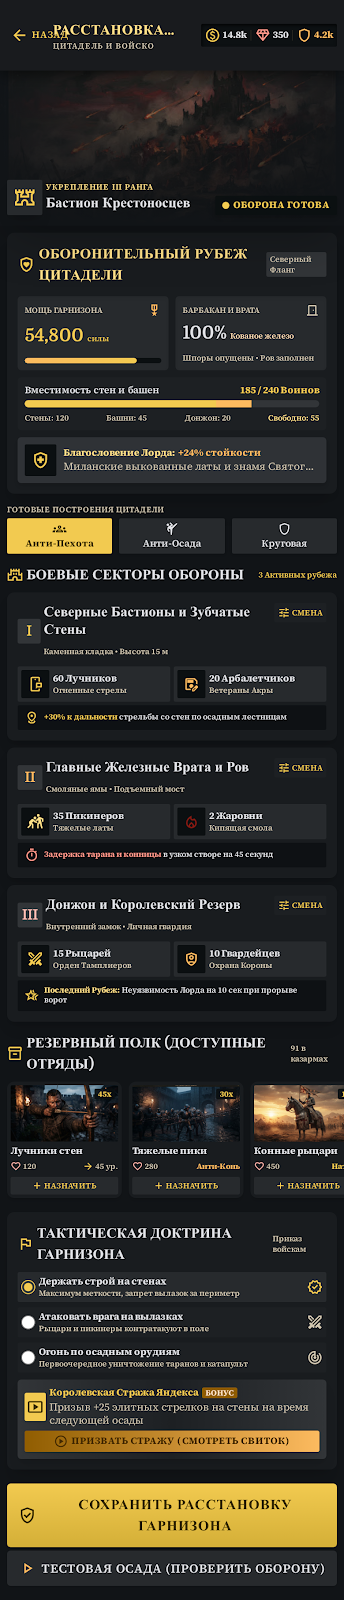 НАЗАД
РАССТАНОВКА...
ЦИТАДЕЛЬ И ВОЙСКО
14.8k 350 4.2k
УКРЕПЛЕНИЕ III РАНГА
Бастион Крестоносцев
ОБОРОНА ГОТОВА
ОБОРОНИТЕЛЬНЫЙ РУБЕЖ
ЦИТАДЕЛИ
Северный
Фланг
МОЩЬ ГАРНИЗОНА
54,800 силы
БАРБАКАН И ВРАТА
100% Кованое железо
Шпоры опущены • Ров заполнен
Вместимость стен и башен 185 / 240 Воинов
Стены: 120 Башни: 45 Донжон: 20 Свободно: 55
Благословение Лорда: +24% стойкости
Миланские выкованные латы и знамя Святог...
ГОТОВЫЕ ПОСТРОЕНИЯ ЦИТАДЕЛИ
Анти-Пехота Анти-Осада Круговая
БОЕВЫЕ СЕКТОРЫ ОБОРОНЫ 3 Активных рубежа
I
Северные Бастионы и Зубчатые
Стены
СМЕНА
Каменная кладка • Высота 15 м
60 Лучников
Огненные стрелы
20 Арбалетчиков
Ветераны Акры
+30% к дальности стрельбы со стен по осадным лестницам
II
Главные Железные Врата и Ров
СМЕНА
Смоляные ямы • Подъемный мост
35 Пикинеров
Тяжелые латы
2 Жаровни
Кипящая смола
Задержка тарана и конницы в узком створе на 45 секунд
III
Донжон и Королевский Резерв
СМЕНА
Внутренний замок • Личная гвардия
15 Рыцарей
Орден Тамплиеров
10 Гвардейцев
Охрана Короны
Последний Рубеж: Неуязвимость Лорда на 10 сек при прорыве
ворот
РЕЗЕРВНЫЙ ПОЛК (ДОСТУПНЫЕ
ОТРЯДЫ)
91 в
казармах
45x
Лучники стен
120 45 ур.
+ НАЗНАЧИТЬ
30x
Тяжелые пики
280 Анти-Конь
+ НАЗНАЧИТЬ
Конные рыцари
450
+ НАЗНАЧИТЬ
ТАКТИЧЕСКАЯ ДОКТРИНА
ГАРНИЗОНА
Приказ
войскам
Держать строй на стенах
Максимум меткости, запрет вылазок за периметр
Атаковать врага на вылазках
Рыцари и пикинеры контратакуют в поле
Огонь по осадным орудиям
Первоочередное уничтожение таранов и катапульт
Королевская Стража Яндекса БОНУС
Призыв +25 элитных стрелков на стены на время
следующей осады
ПРИЗВАТЬ СТРАЖУ (СМОТРЕТЬ СВИТОК)
СОХРАНИТЬ РАССТАНОВКУ
ГАРНИЗОНА
ТЕСТОВАЯ ОСАДА (ПРОВЕРИТЬ ОБОРОНУ)